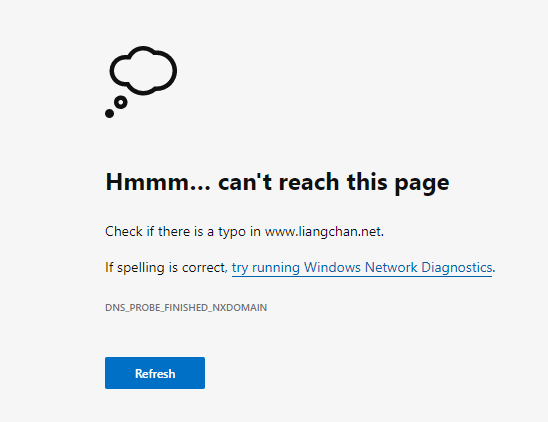 Hmmm... can't reach this page
Check if there is a typo in www.liangchan.net.
If spelling is correct, try running Windows Network Diagnostics.
DNS_PROBE_FINISHED_NXDOMAIN
Refresh